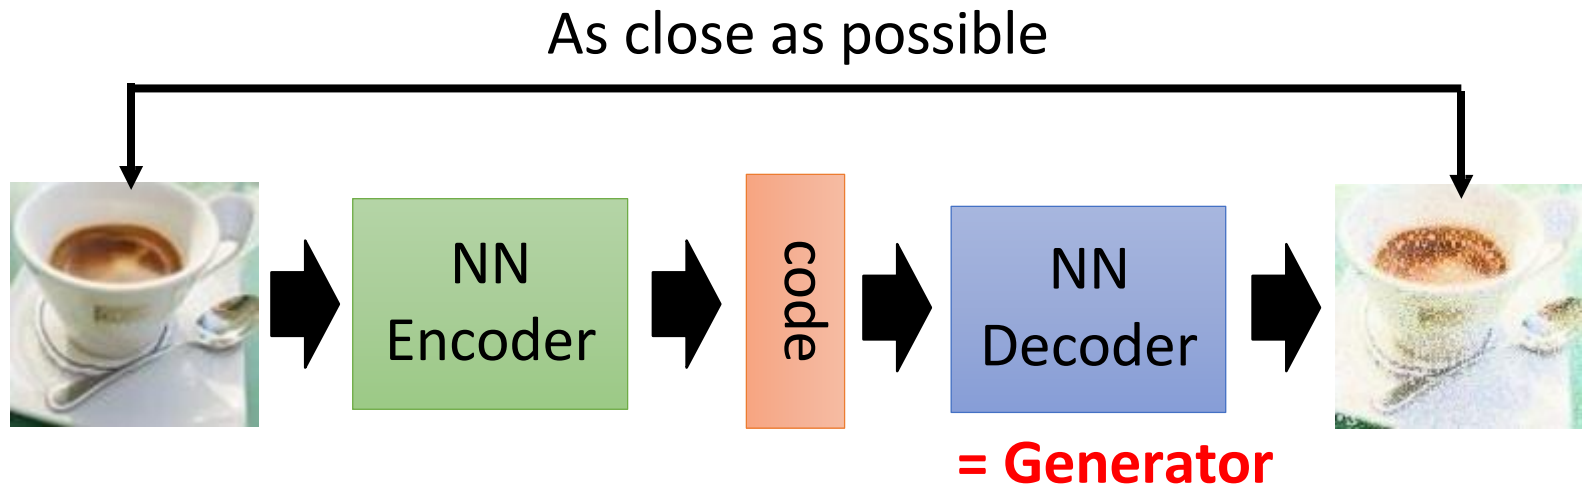 As close as possible
NN
Encoder
code
NN
Decoder
= Generator